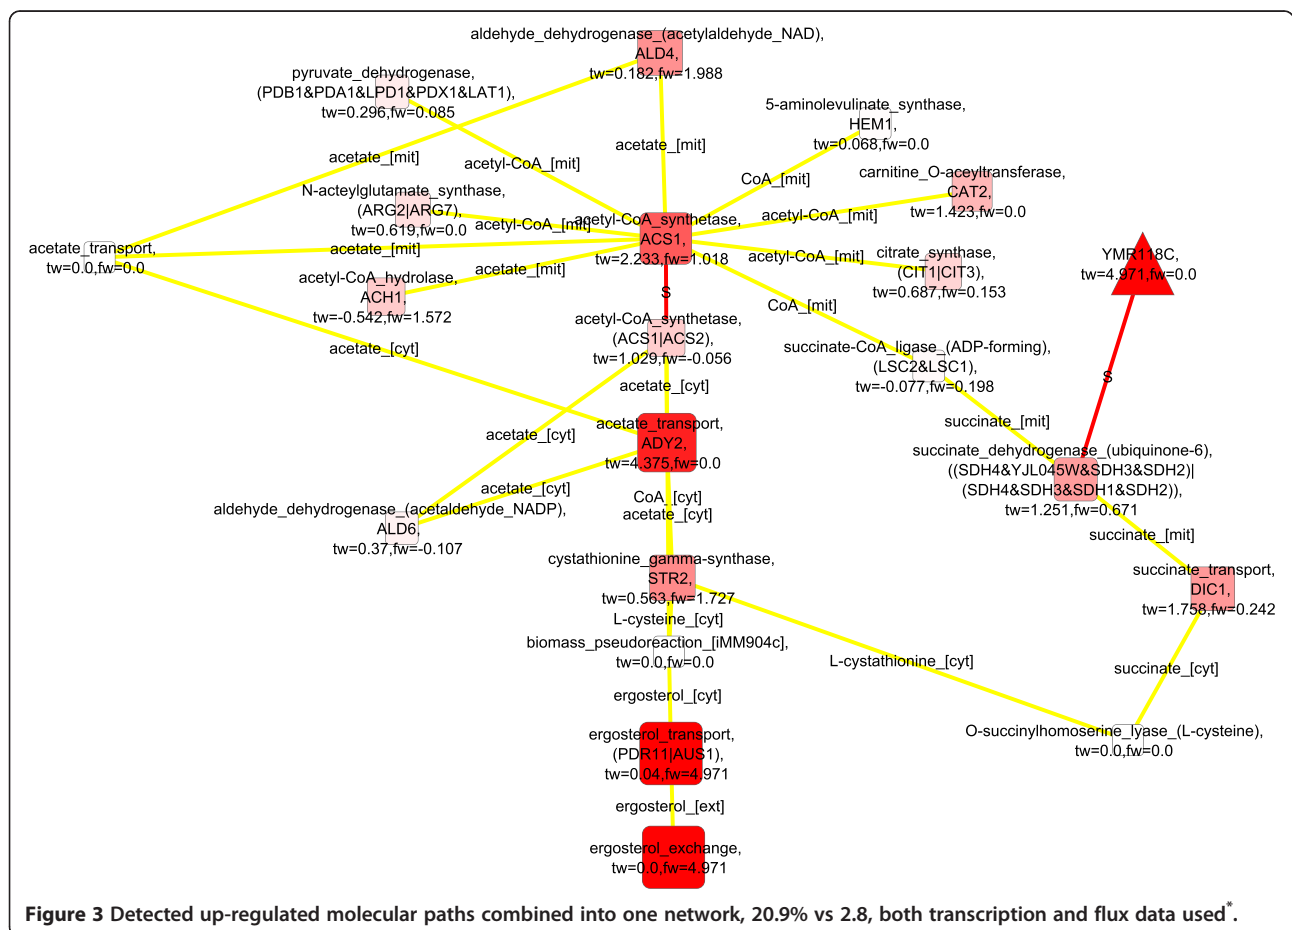 aldehyde_dehydrogenase_(acetylaldehyde_NAD),
ALD4,
tw=0.182,fw=1.988
pyruvate_dehydrogenase,
(PDB1&PDA1&LPD1&PDX1&LAT1),
tw=0.296,fw=0.085
5-aminolevulinate_synthase,
HEM1,
tw=0.068,fw=0.0
acetate_[mit]
acetate_[mit]
acetyl-CoA_[mit]
CoA_[mit]
carnitine_O-aceyltransferase,
CAT2,
tw=1.423,fw=0.0
N-acteylglutamate_synthase,
(ARG2|ARG7),
tw=0.619,fw=0.0
acetyl-CoA_[mit]
acetyl-CoA_[mit]
acetyl-CoA_synthetase,
ACS1,
tw=2.233,fw=1.018
acetate_transport,
tw=0.0,fw=0.0
acetate_[mit]
acetyl-CoA_[mit]
citrate_synthase,
(CIT1|CIT3),
tw=0.687,fw=0.153
YMR118C,
tw=4.971,fw=0.0
acetate_[mit]
acetyl-CoA_hydrolase,
ACH1,
tw=-0.542,fw=1.572
S
CoA_[mit]
acetyl-CoA_synthetase,
(ACS1|ACS2),
tw=1.029,fw=-0.056
acetate_[cyt]
succinate-CoA_ligase_(ADP-forming),
(LSC2&LSC1),
tw=-0.077,fw=0.198
S
acetate_[cyt]
acetate_[cyt]
succinate_[mit]
acetate_transport,
ADY2,
tw=4.375,fw=0.0
succinate_dehydrogenase_(ubiquinone-6),
((SDH4&YJL045W&SDH3&SDH2)|
(SDH4&SDH3&SDH1&SDH2)),
tw=1.251,fw=0.671
acetate_[cyt]
CoA_[cyt]
acetate_[cyt]
aldehyde_dehydrogenase_(acetaldehyde_NADP),
ALD6,
tw=0.37,fw=-0.107
succinate_[mit]
cystathionine_gamma-synthase,
STR2,
tw=0.563,fw=1.727
succinate_transport,
DIC1,
tw=1.758,fw=0.242
L-cysteine_[cyt]
biomass_pseudoreaction_[iMM904c],
tw=0.0,fw=0.0
L-cystathionine_[cyt]
succinate_[cyt]
ergosterol_[cyt]
ergosterol_transport,
(PDR11|AUS1),
tw=0.04,fw=4.971
O-succinylhomoserine_lyase_(L-cysteine),
tw=0.0,fw=0.0
ergosterol_[ext]
ergosterol_exchange,
tw=0.0,fw=4.971
Figure 3 Detected up-regulated molecular paths combined into one network, 20.9% vs 2.8, both transcription and flux data used*.